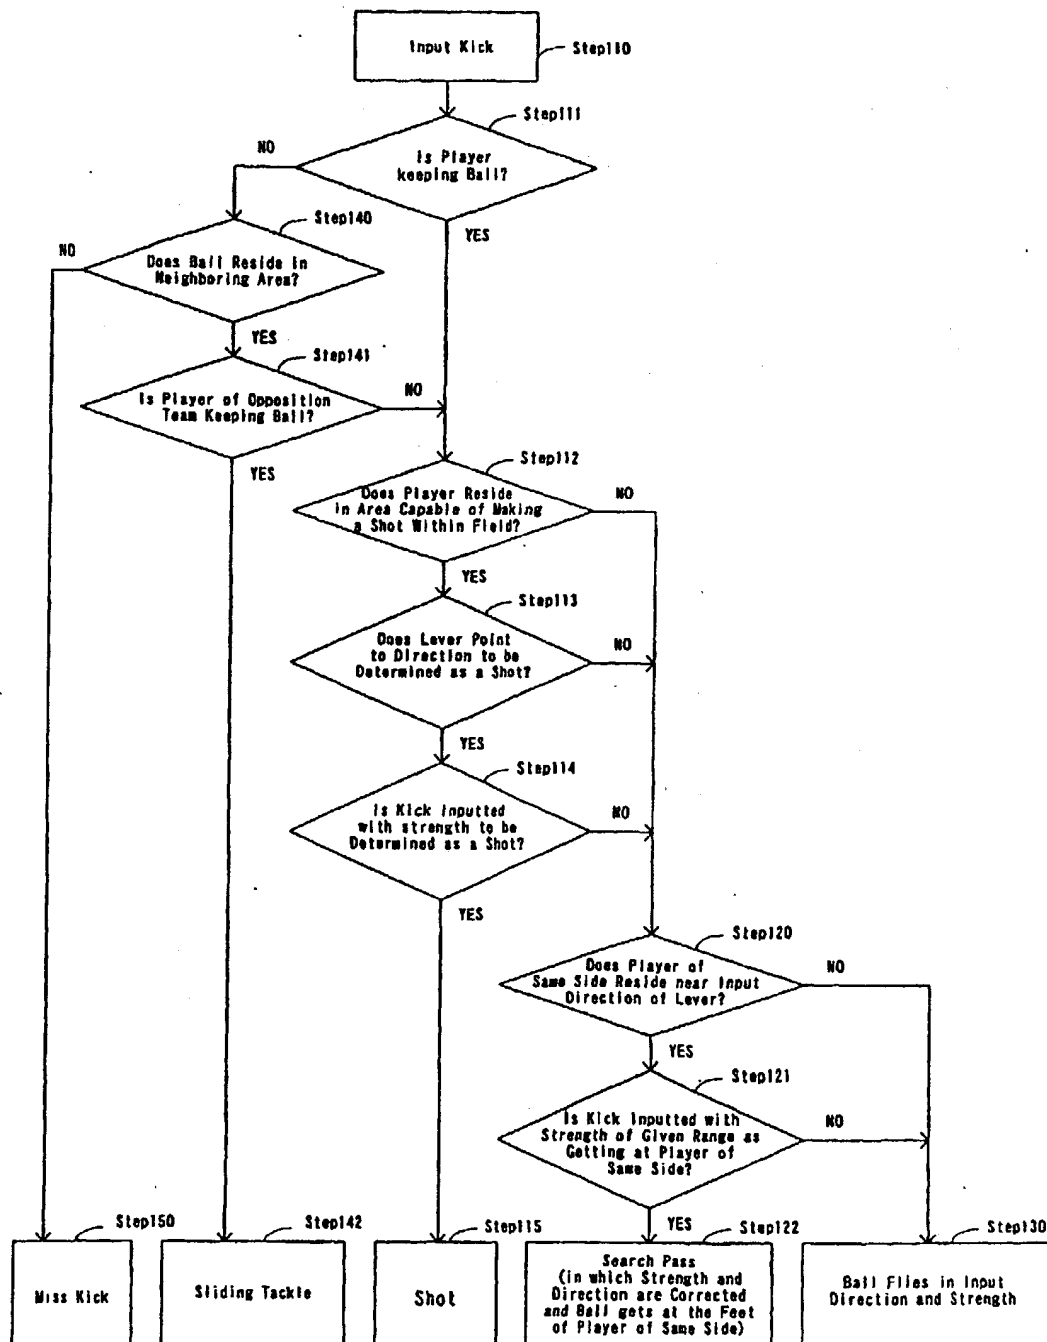 Input Kick
Step110
Step111
Is Player
keeping Ball?
NO
YES
Step140
Does Ball Reside in
Neighboring Area?
NO
YES
Step141
Is Player of Opposition
Team Keeping Ball?
NO
YES
Step112
Does Player Reside
in Area Capable of Making
a Shot Within Field?
NO
YES
Step113
Does Lever Point
to Direction to be
Determined as a Shot?
NO
YES
Step114
Is Kick Inputted
with strength to be
Determined as a Shot?
NO
YES
Step120
Does Player of
Same Side Reside near Input
Direction of Lever?
NO
YES
Step121
Is Kick Inputted with
Strength of Given Range as
Getting at Player of
Same Side?
NO
YES
Step150
Miss Kick
Step142
Sliding Tackle
Step115
Shot
Step122
Search Pass
(in which Strength and
Direction are Corrected
and Ball gets at the Feet
of Player of Same Side)
Step130
Ball Flies in Input
Direction and Strength